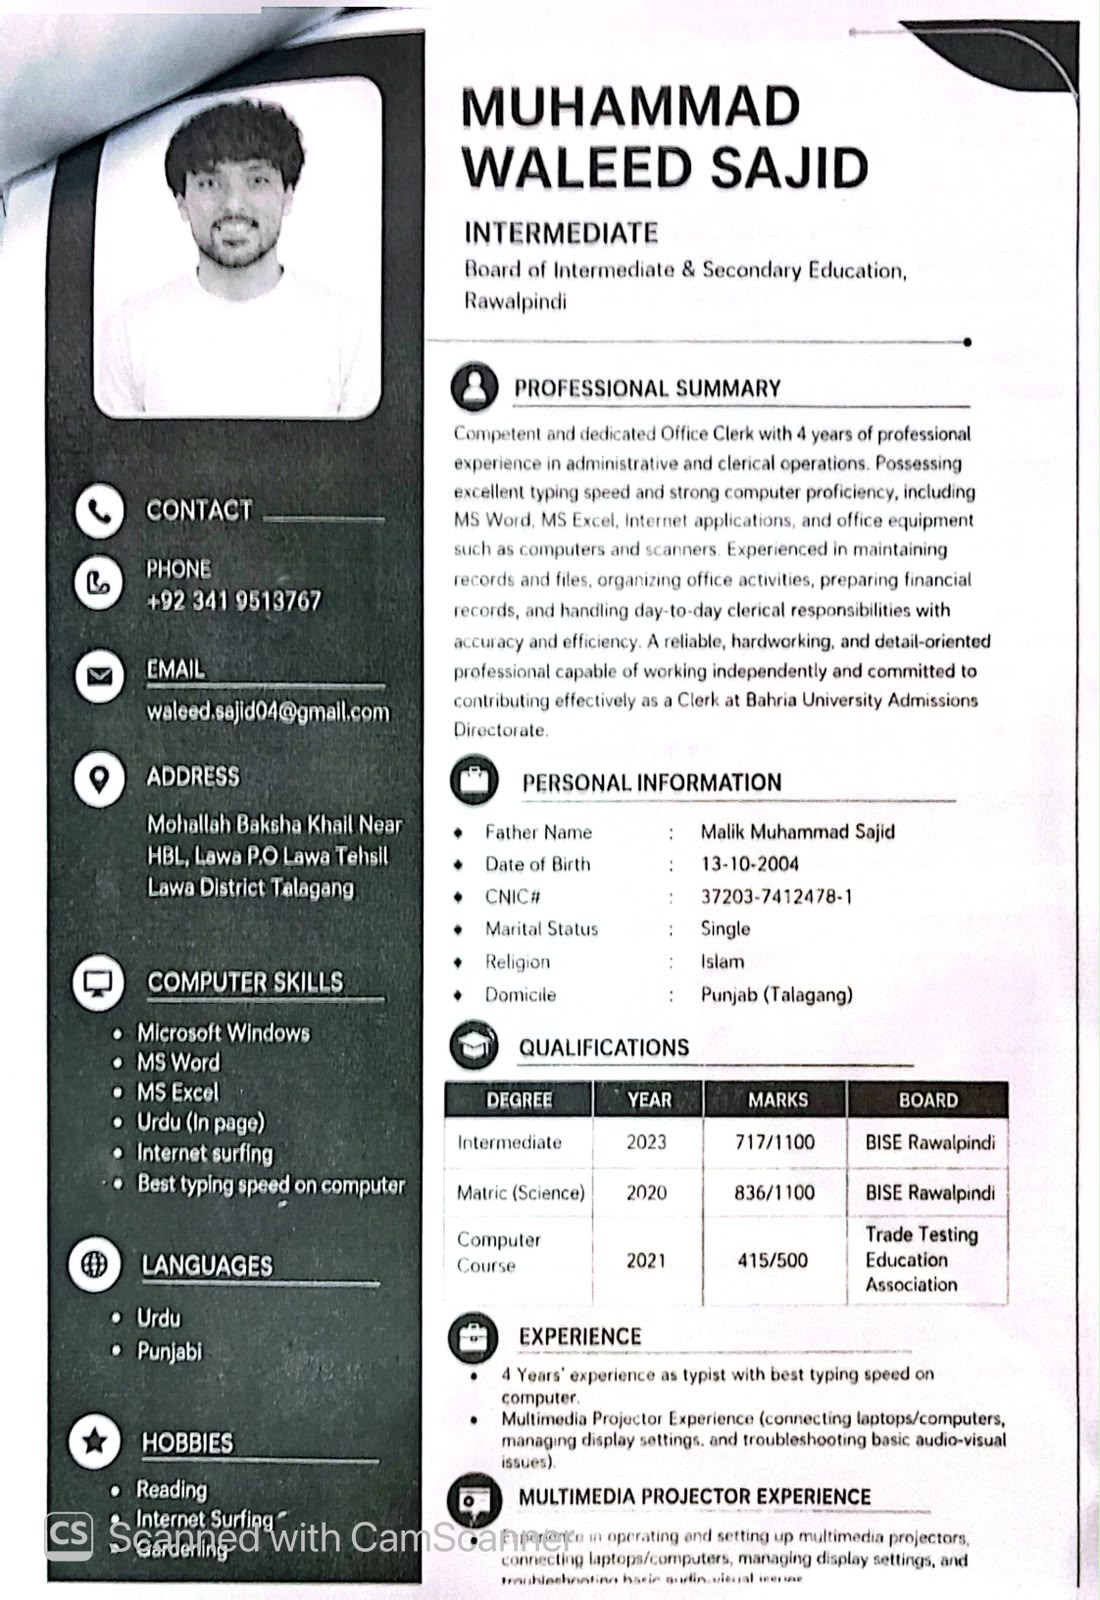 MUHAMMAD
WALEED SAJID
INTERMEDIATE
Board of Intermediate & Secondary Education,
Rawalpindi
CONTACT
PHONE
+92 341 9513767
EMAIL
waleed.sajid04@gmail.com
ADDRESS
Mohallah Baksha Khail Near
HBL, Lawa P.O Lawa Tehsil
Lawa District Talagang
COMPUTER SKILLS
• Microsoft Windows
• MS Word
• MS Excel
• Urdu (In page)
• Internet surfing
• Best typing speed on computer
LANGUAGES
• Urdu
• Punjabi
HOBBIES
• Reading
• Internet Surfing
• Gardening
PROFESSIONAL SUMMARY
Competent and dedicated Office Clerk with 4 years of professional
experience in administrative and clerical operations. Possessing
excellent typing speed and strong computer proficiency, including
MS Word, MS Excel, Internet applications, and office equipment
such as computers and scanners. Experienced in maintaining
records and files, organizing office activities, preparing financial
records, and handling day-to-day clerical responsibilities with
accuracy and efficiency. A reliable, hardworking, and detail-oriented
professional capable of working independently and committed to
contributing effectively as a Clerk at Bahria University Admissions
Directorate.
PERSONAL INFORMATION
Father Name : Malik Muhammad Sajid
Date of Birth : 13-10-2004
CNIC# : 37203-7412478-1
Marital Status : Single
Religion : Islam
Domicile : Punjab (Talagang)
QUALIFICATIONS
DEGREE YEAR MARKS BOARD
Intermediate 2023 717/1100 BISE Rawalpindi
Matric (Science) 2020 836/1100 BISE Rawalpindi
Computer
Course 2021 415/500 Trade Testing
Education
Association
EXPERIENCE
• 4 Years' experience as typist with best typing speed on
computer.
• Multimedia Projector Experience (connecting laptops/computers,
managing display settings, and troubleshooting basic audio-visual
issues).
MULTIMEDIA PROJECTOR EXPERIENCE
• Experience in operating and setting up multimedia projectors,
connecting laptops/computers, managing display settings, and
troubleshooting basic audio-visual issues
CS Scanned with CamScanner